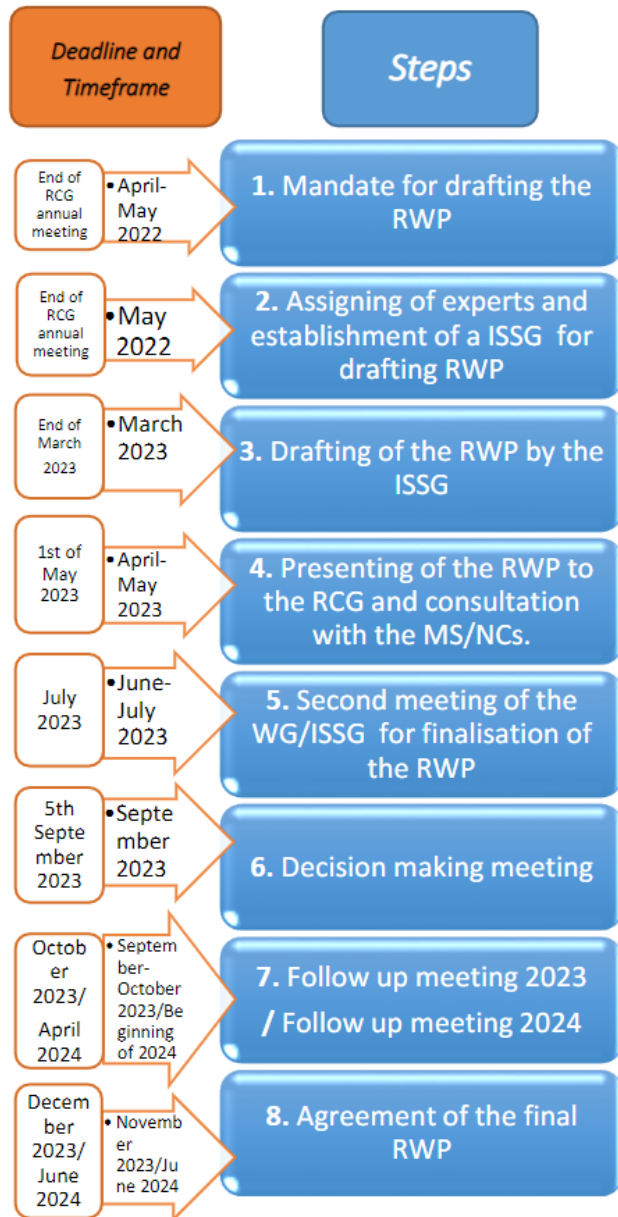 Deadline and
Timeframe
Steps
End of
RCG
annual
meeting
•April-
May
2022
1. Mandate for drafting the
RWP
End of
RCG
annual
meeting
•May
2022
2. Assigning of experts and
establishment of a ISSG for
drafting RWP
End of
March
2023
•March
2023
3. Drafting of the RWP by the
ISSG
1st of
May
2023
•April-
May
2023
4. Presenting of the RWP to
the RCG and consultation
with the MS/NCs.
July
2023
•June-
July
2023
5. Second meeting of the
WG/ISSG for finalisation of
the RWP
5th
Septe
mber
2023
•Septe
mber
2023
6. Decision making meeting
Octob
er
2023/
April
2024
• Septem
ber-
October
2023/Be
ginning
of 2024
7. Follow up meeting 2023
/ Follow up meeting 2024
Decem
ber
2023/
June
2024
• Novemb
er
2023/Ju
ne 2024
8. Agreement of the final
RWP